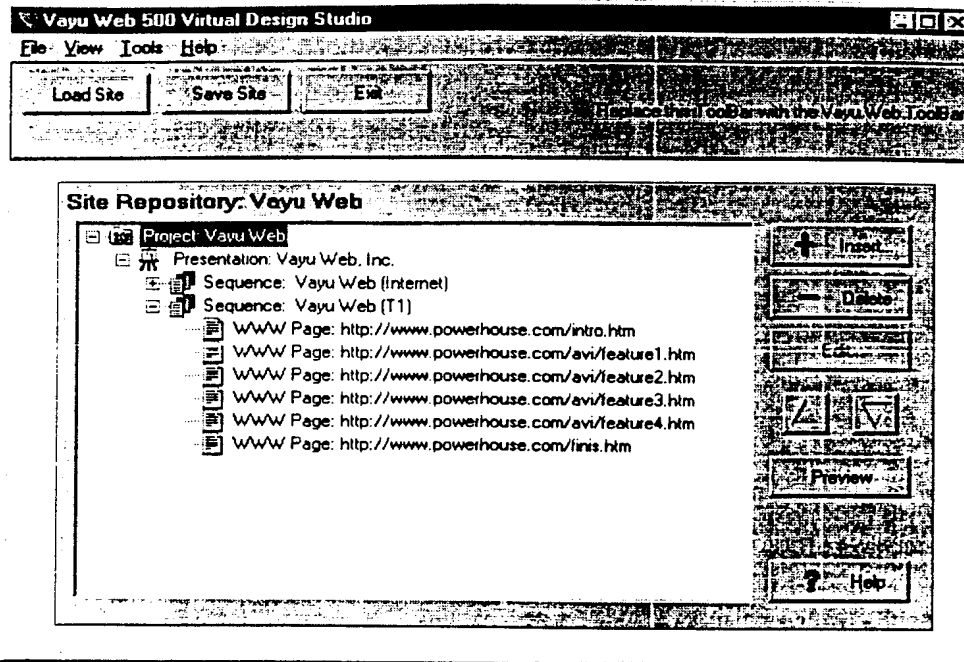 Vayu Web 500 Virtual Design Studio
File View Tools Help
Load Site Save Site Exit
Replace then ToolBar with the Vayu.Web.ToolBar
Site Repository: Vayu Web
Project: Vayu Web
Presentation: Vayu Web, Inc.
Sequence: Vayu Web (Internet)
Sequence: Vayu Web (T1)
WWW Page: http://www.powerhouse.com/intro.htm
WWW Page: http://www.powerhouse.com/avi/feature1.htm
WWW Page: http://www.powerhouse.com/avi/feature2.htm
WWW Page: http://www.powerhouse.com/avi/feature3.htm
WWW Page: http://www.powerhouse.com/avi/feature4.htm
WWW Page: http://www.powerhouse.com/finis.htm
Insert...
Delete
Edit...
Preview
Help